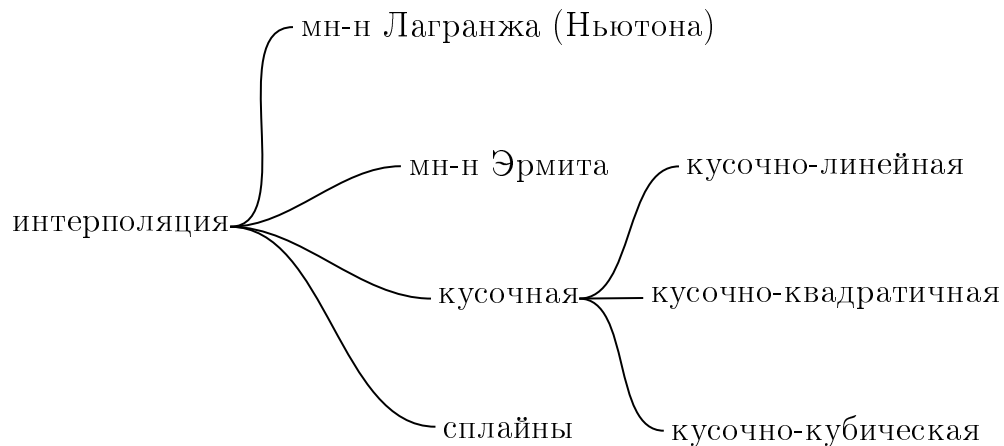 мн-н Лагранжа (Ньютона)
мн-н Эрмита
кусочно-линейная
интерполяция
кусочная
кусочно-квадратичная
сплайны
кусочно-кубическая